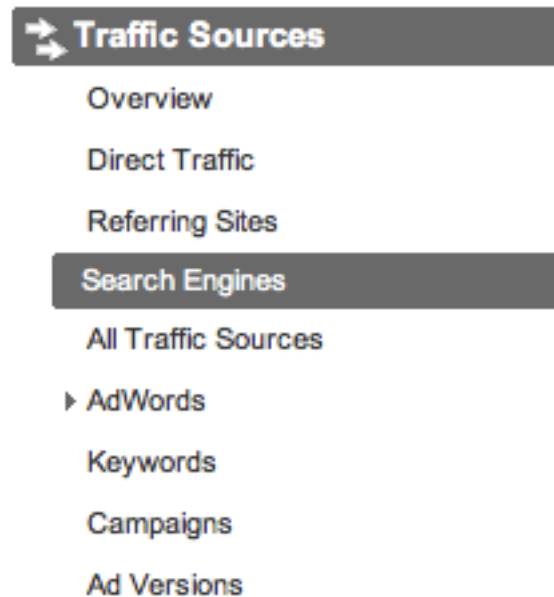 Traffic Sources
Overview
Direct Traffic
Referring Sites
Search Engines
All Traffic Sources
AdWords
Keywords
Campaigns
Ad Versions